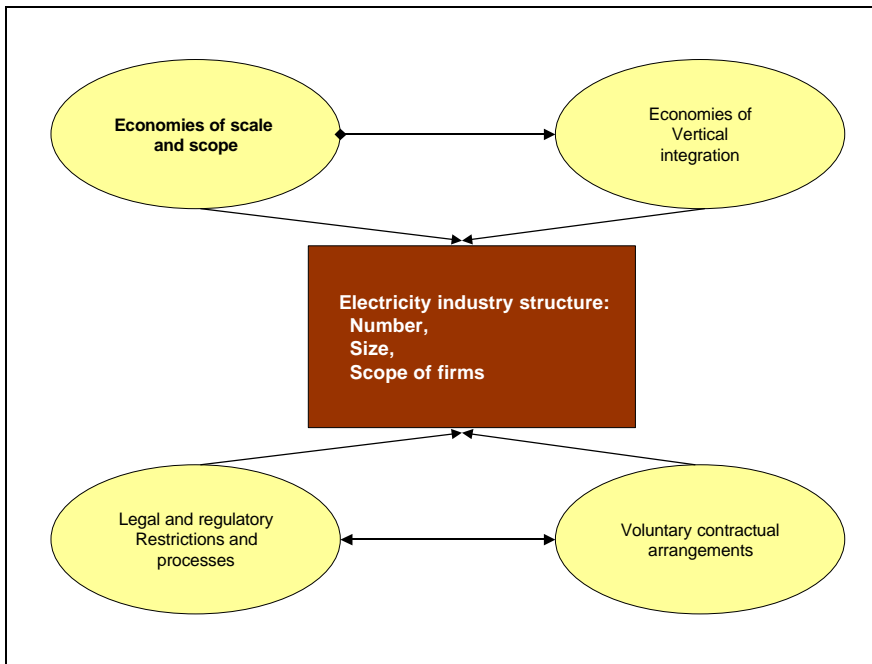 Economies of scale
and scope
Economies of
Vertical
integration
Electricity industry structure:
Number,
Size,
Scope of firms
Legal and regulatory
Restrictions and
processes
Voluntary contractual
arrangements